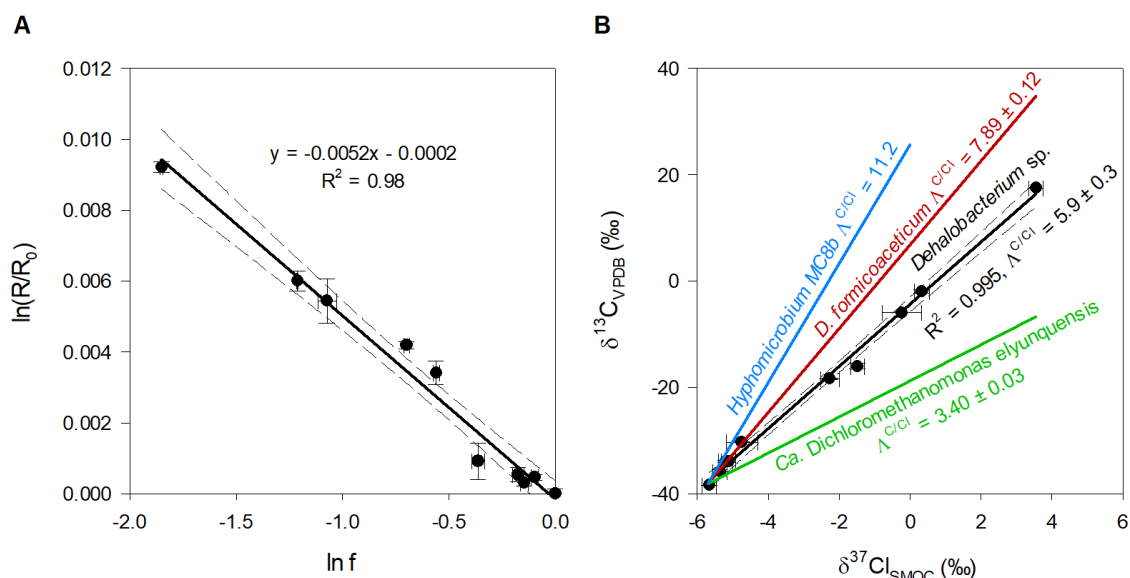 A
0.012
0.010
0.008
0.006
0.004
0.002
0.000
ln(R/R0)
y = -0.0052x - 0.0002
R2 = 0.98
-2.0 -1.5 -1.0 -0.5 0.0
ln f
B
40
20
0
-20
-40
δ13CVPDB (‰)
Hyphomicrobium MC8b ΛC/Cl = 11.2
D. formicoaceticum ΛC/Cl = 7.89 ± 0.12
Dehalobacterium sp.
R2 = 0.995, ΛC/Cl = 5.9 ± 0.3
Ca. Dichloromethanomonas elyunquensis
ΛC/Cl = 3.40 ± 0.03
-6 -4 -2 0 2 4 6
δ37ClSMOC (‰)